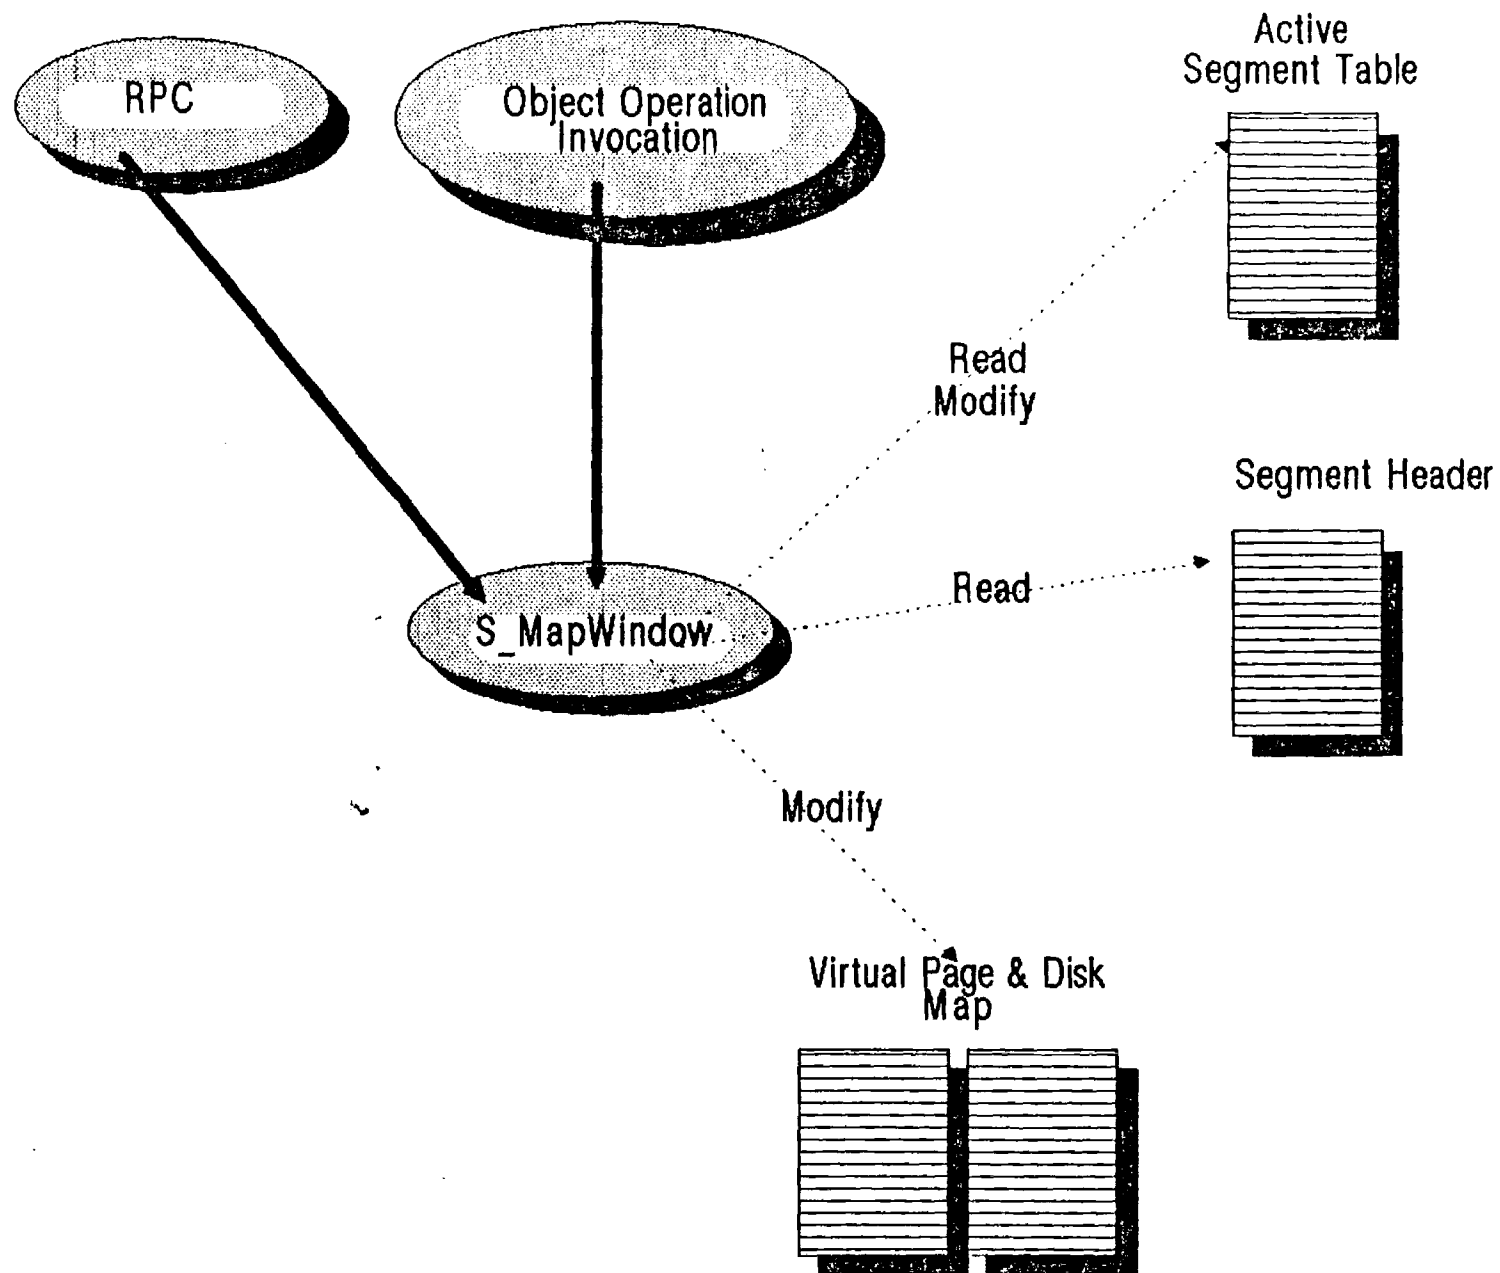 RPC
Object Operation
Invocation
Active
Segment Table
Read
Modify
Segment Header
Read
S_MapWindow
Modify
Virtual Page & Disk
Map